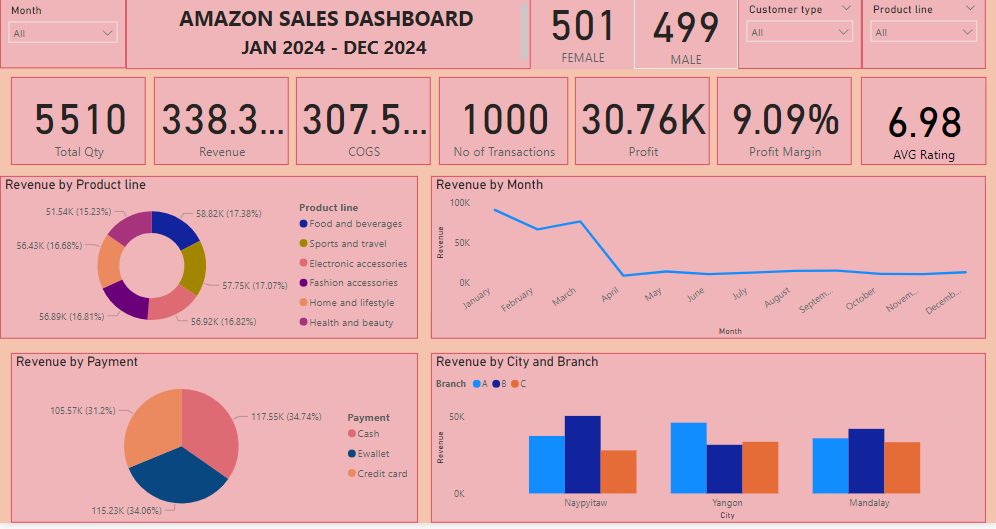 Month
All
AMAZON SALES DASHBOARD
JAN 2024 - DEC 2024
501
FEMALE
499
MALE
Customer type
All
Product line
All
5510
Total Qty
338.3...
Revenue
307.5...
COGS
1000
No of Transactions
30.76K
Profit
9.09%
Profit Margin
6.98
AVG Rating
Revenue by Product line
51.54K (15.23%)
58.82K (17.38%)
56.43K (16.68%)
57.75K (17.07%)
56.89K (16.81%)
56.92K (16.82%)
Product line
Food and beverages
Sports and travel
Electronic accessories
Fashion accessories
Home and lifestyle
Health and beauty
Revenue by Month
100K
50K
0K
Revenue
January
February
March
April
May
June
July
August
Septem...
October
Novem...
Decemb...
Month
Revenue by Payment
105.57K (31.2%)
117.55K (34.74%)
115.23K (34.06%)
Payment
Cash
Ewallet
Credit card
Revenue by City and Branch
Branch A B C
50K
0K
Revenue
Naypyitaw
Yangon
Mandalay
City